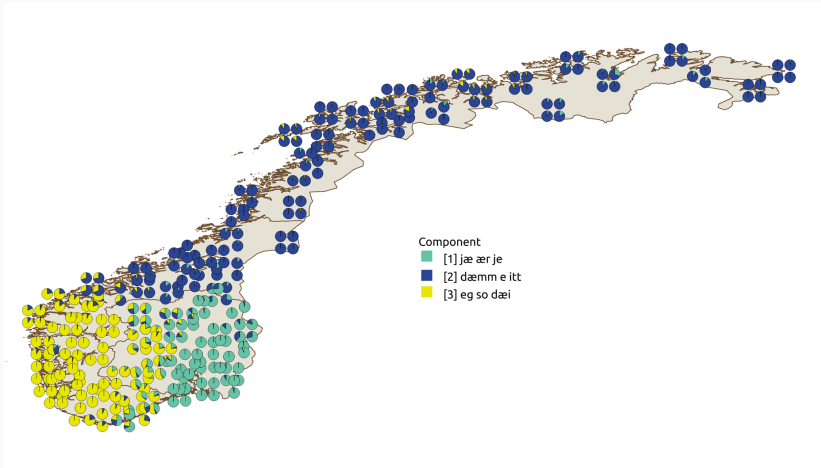 Component
[1] jæ ær je
[2] dæmm e itt
[3] eg so dæi